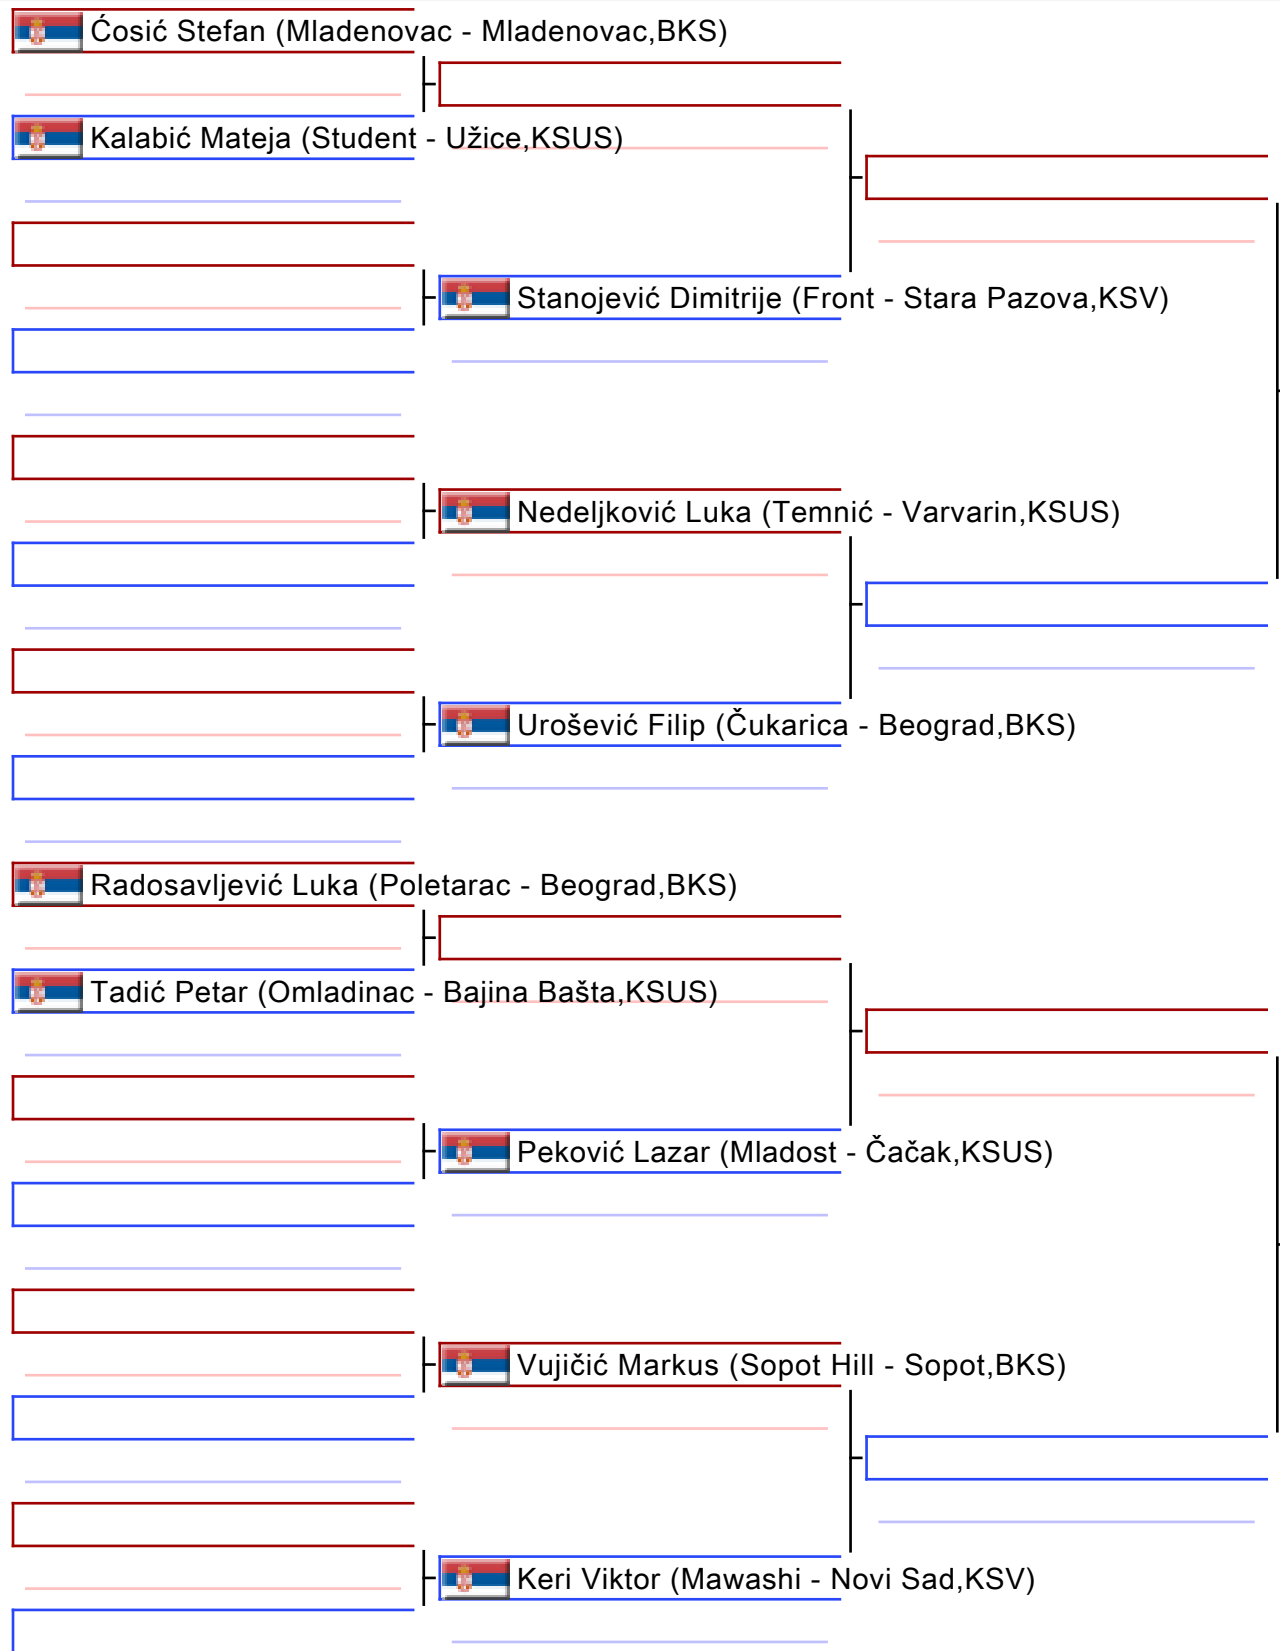 Ćosić Stefan (Mladenovac - Mladenovac,BKS)
Kalabić Mateja (Student - Užice,KSUS)
Stanojević Dimitrije (Front - Stara Pazova,KSV)
Nedeljković Luka (Temnić - Varvarin,KSUS)
Urošević Filip (Čukarica - Beograd,BKS)
Radosavljević Luka (Poletarac - Beograd,BKS)
Tadić Petar (Omladinac - Bajina Bašta,KSUS)
Peković Lazar (Mladost - Čačak,KSUS)
Vujičić Markus (Sopot Hill - Sopot,BKS)
Keri Viktor (Mawashi - Novi Sad,KSV)